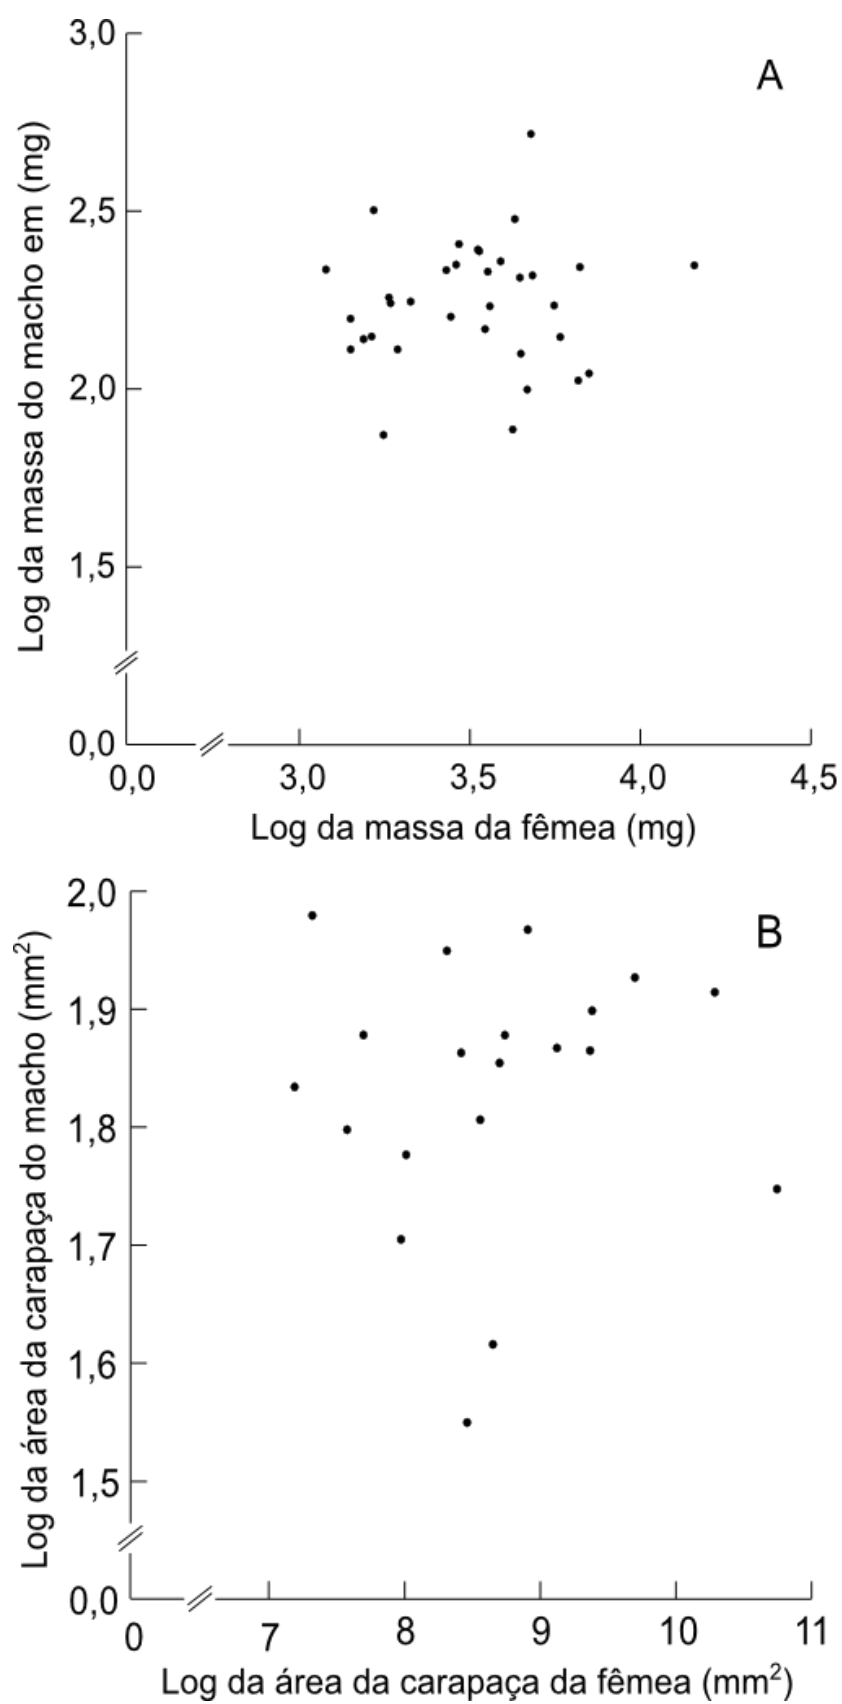 3,0
A
2,5
2,0
1,5
0,0
Log da massa do macho em (mg)
0,0 3,0 3,5 4,0 4,5
Log da massa da fêmea (mg)
2,0
B
1,9
1,8
1,7
1,6
1,5
0,0
Log da área da carapaça do macho (mm²)
0 7 8 9 10 11
Log da área da carapaça da fêmea (mm²)